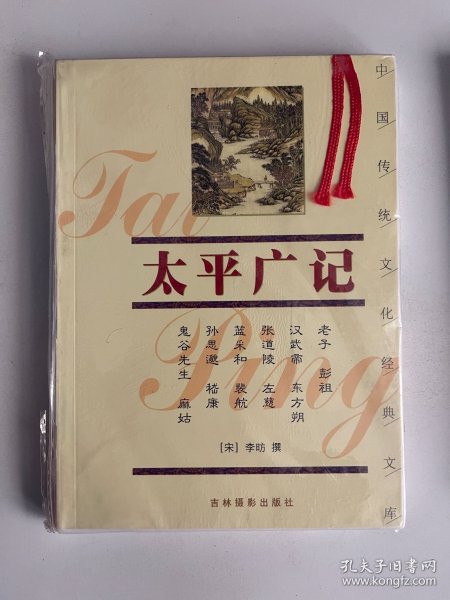 中国传统文化经典文库
Tai
Ping
太平广记
老子 彭祖
汉武帝 东方朔
张道陵 左慈
蓝采和 裴航
孙思邈 嵇康
鬼谷先生 麻姑
[宋] 李昉 撰
吉林摄影出版社
孔夫子旧书网
www.kongfz.com